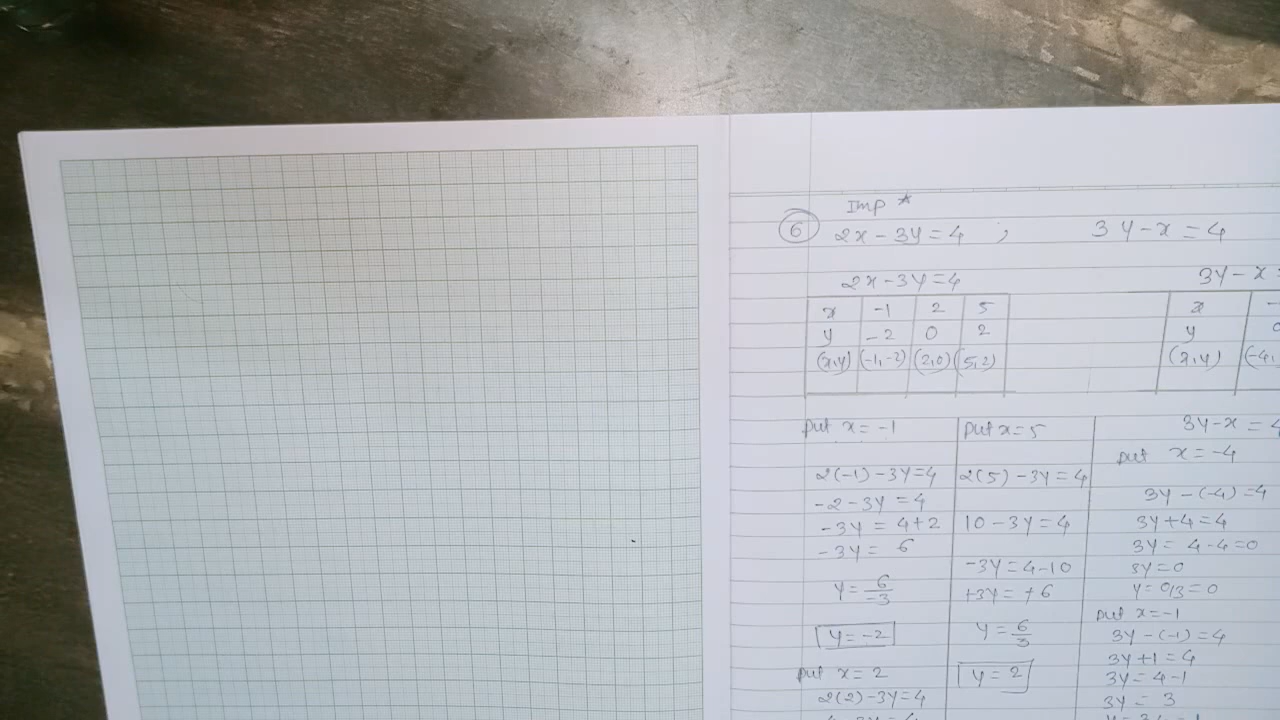 Imp *
6 2x-3y=4 ; 3y-x=4
2x-3y=4
x -1 2 5
y -2 0 2
(x,y) (-1,-2) (2,0) (5,2)
3y-x
x
y
(x,y) (-4,
put x=-1
2(-1)-3y=4
-2-3y=4
-3y=4+2
-3y=6
y=6/-3
y=-2
put x=2
2(2)-3y=4
put x=5
2(5)-3y=4
10-3y=4
-3y=4-10
+3y=+6
y=6/3
y=2
3y-x=4
put x=-4
3y-(-4)=4
3y+4=4
3y=4-4=0
3y=0
y=0/3=0
put x=-1
3y-(-1)=4
3y+1=4
3y=4-1
3y=3